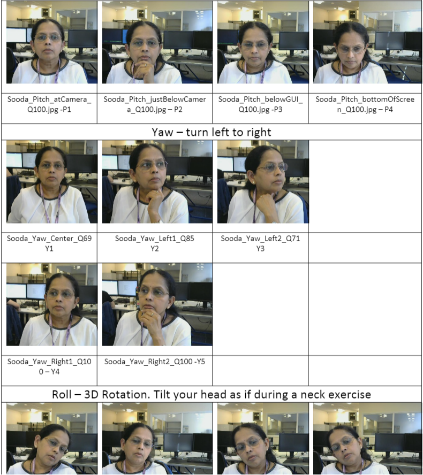 Sooda_Pitch_atCamera_
Q100.jpg -P1
Sooda_Pitch_justBelowCamer
a_Q100.jpg – P2
Sooda_Pitch_belowGUI_
Q100.jpg -P3
Sooda_Pitch_bottomOfScree
n_Q100.jpg – P4
Yaw – turn left to right
Sooda_Yaw_Center_Q69
Y1
Sooda_Yaw_Left1_Q85
Y2
Sooda_Yaw_Left2_Q71
Y3
Sooda_Yaw_Right1_Q10
0 – Y4
Sooda_Yaw_Right2_Q100 -Y5
Roll – 3D Rotation. Tilt your head as if during a neck exercise